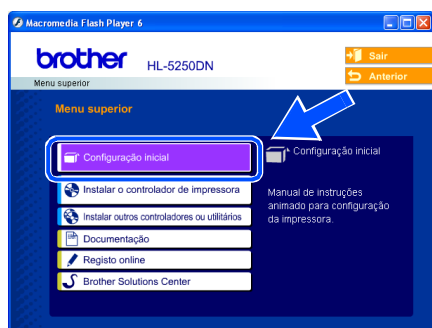 Macromedia Flash Player 6
brother
HL-5250DN
Sair
Anterior
Menu superior
Menu superior
Configuração inicial
Instalar o controlador de impressora
Instalar outros controladores ou utilitários
Documentação
Registo online
Brother Solutions Center
Configuração inicial
Manual de instruções
animado para configuração
da impressora.